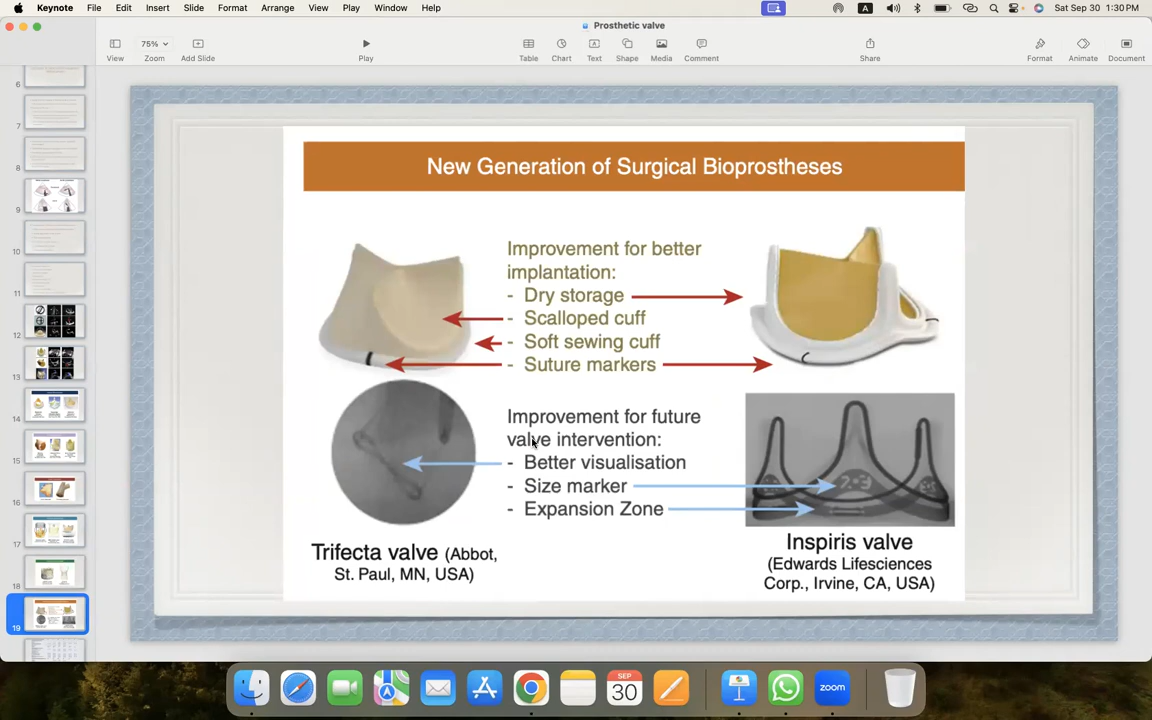 Keynote File Edit Insert Slide Format Arrange View Play Window Help A Sat Sep 30 1:30 PM
Prosthetic valve
75%
View Zoom Add Slide Play Table Chart Text Shape Media Comment Share Format Animate Document
6
7
8
9
10
11
12
13
14
15
16
17
18
19
New Generation of Surgical Bioprostheses
Improvement for better
implantation:
- Dry storage
- Scalloped cuff
- Soft sewing cuff
- Suture markers
Improvement for future
valve intervention:
- Better visualisation
- Size marker
- Expansion Zone
Trifecta valve (Abbot,
St. Paul, MN, USA)
Inspiris valve
(Edwards Lifesciences
Corp., Irvine, CA, USA)
SEP
30
zoom